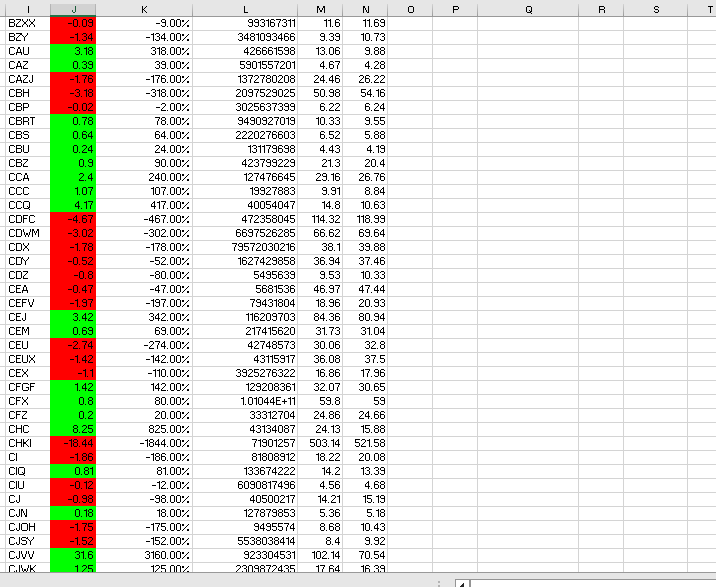 I J K L M N O P Q R S T
BZXX -0.09 -9.00% 993167311 11.6 11.69
BZY -1.34 -134.00% 3481093466 9.39 10.73
CAU 3.18 318.00% 426661598 13.06 9.88
CAZ 0.39 39.00% 5901557201 4.67 4.28
CAZJ -1.76 -176.00% 1372780208 24.46 26.22
CBH -3.18 -318.00% 2097529025 50.98 54.16
CBP -0.02 -2.00% 3025637399 6.22 6.24
CBRT 0.78 78.00% 9490927019 10.33 9.55
CBS 0.64 64.00% 2220276603 6.52 5.88
CBU 0.24 24.00% 131179698 4.43 4.19
CBZ 0.9 90.00% 423799229 21.3 20.4
CCA 2.4 240.00% 127476645 29.16 26.76
CCC 1.07 107.00% 19927883 9.91 8.84
CCQ 4.17 417.00% 40054047 14.8 10.63
CDFC -4.67 -467.00% 472358045 114.32 118.99
CDWM -3.02 -302.00% 6697526285 66.62 69.64
CDX -1.78 -178.00% 79572030216 38.1 39.88
CDY -0.52 -52.00% 1627429858 36.94 37.46
CDZ -0.8 -80.00% 5495639 9.53 10.33
CEA -0.47 -47.00% 5681536 46.97 47.44
CEFV -1.97 -197.00% 79431804 18.96 20.93
CEJ 3.42 342.00% 116209703 84.36 80.94
CEM 0.69 69.00% 217415620 31.73 31.04
CEU -2.74 -274.00% 42748573 30.06 32.8
CEUX -1.42 -142.00% 43115917 36.08 37.5
CEX -1.1 -110.00% 3925276322 16.86 17.96
CFGF 1.42 142.00% 129208361 32.07 30.65
CFX 0.8 80.00% 1.01044E+11 59.8 59
CFZ 0.2 20.00% 33312704 24.86 24.66
CHC 8.25 825.00% 43134087 24.13 15.88
CHKI -18.44 -1844.00% 71901257 503.14 521.58
CI -1.86 -186.00% 81808912 18.22 20.08
CIQ 0.81 81.00% 133674222 14.2 13.39
CIU -0.12 -12.00% 6090817496 4.56 4.68
CJ -0.98 -98.00% 40500217 14.21 15.19
CJN 0.18 18.00% 127879853 5.36 5.18
CJOH -1.75 -175.00% 9495574 8.68 10.43
CJSY -1.52 -152.00% 5538038414 8.4 9.92
CJVV 31.6 3160.00% 923304531 102.14 70.54
CJWK 1.25 125.00% 2309872435 17.64 16.39